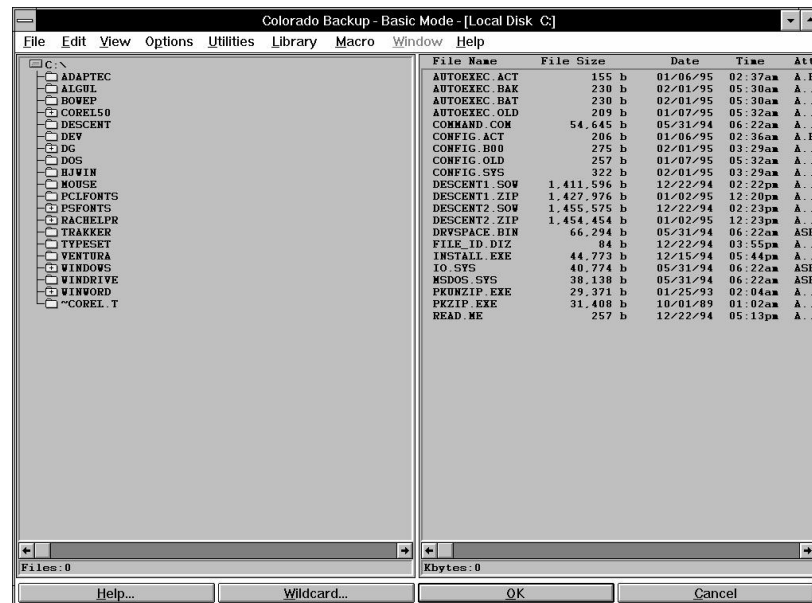 Colorado Backup - Basic Mode - [Local Disk C:]
File Edit View Options Utilities Library Macro Window Help
C:\
ADAPTEC
ALGUL
BOWEP
COREL50
DESCENT
DEV
DG
DOS
HJWIN
MOUSE
PCLFONTS
PSFONTS
RACHELPR
TRAKKER
TYPESET
VENTURA
WINDOWS
WINDRIVE
WINWORD
~COREL.T
File Name File Size Date Time Att
AUTOEXEC.ACT 155 b 01/06/95 02:37am A.
AUTOEXEC.BAK 230 b 02/01/95 05:30am A..
AUTOEXEC.BAT 230 b 02/01/95 05:30am A..
AUTOEXEC.OLD 209 b 01/07/95 05:32am A..
COMMAND.COM 54,645 b 05/31/94 06:22am A..
CONFIG.ACT 206 b 01/06/95 02:36am A.
CONFIG.B00 275 b 02/01/95 03:29am A..
CONFIG.OLD 257 b 01/07/95 05:32am A..
CONFIG.SYS 322 b 02/01/95 03:29am A..
DESCENT1.SOW 1,411,596 b 12/22/94 02:22pm A..
DESCENT1.ZIP 1,427,976 b 01/02/95 12:20pm A..
DESCENT2.SOW 1,455,575 b 12/22/94 02:23pm A..
DESCENT2.ZIP 1,454,454 b 01/02/95 12:23pm A..
DRVSPACE.BIN 66,294 b 05/31/94 06:22am AS
FILE_ID.DIZ 84 b 12/22/94 03:55pm A..
INSTALL.EXE 44,773 b 12/15/94 05:44pm A..
IO.SYS 40,774 b 05/31/94 06:22am AS
MSDOS.SYS 38,138 b 05/31/94 06:22am AS
PKUNZIP.EXE 29,371 b 01/25/93 02:04am A..
PKZIP.EXE 31,408 b 10/01/89 01:02am A..
READ.ME 257 b 12/22/94 05:13pm A..
Files:0
Kbytes:0
Help... Wildcard... OK Cancel